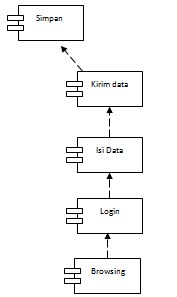 Simpan
Kirim data
Isi Data
Login
Browsing